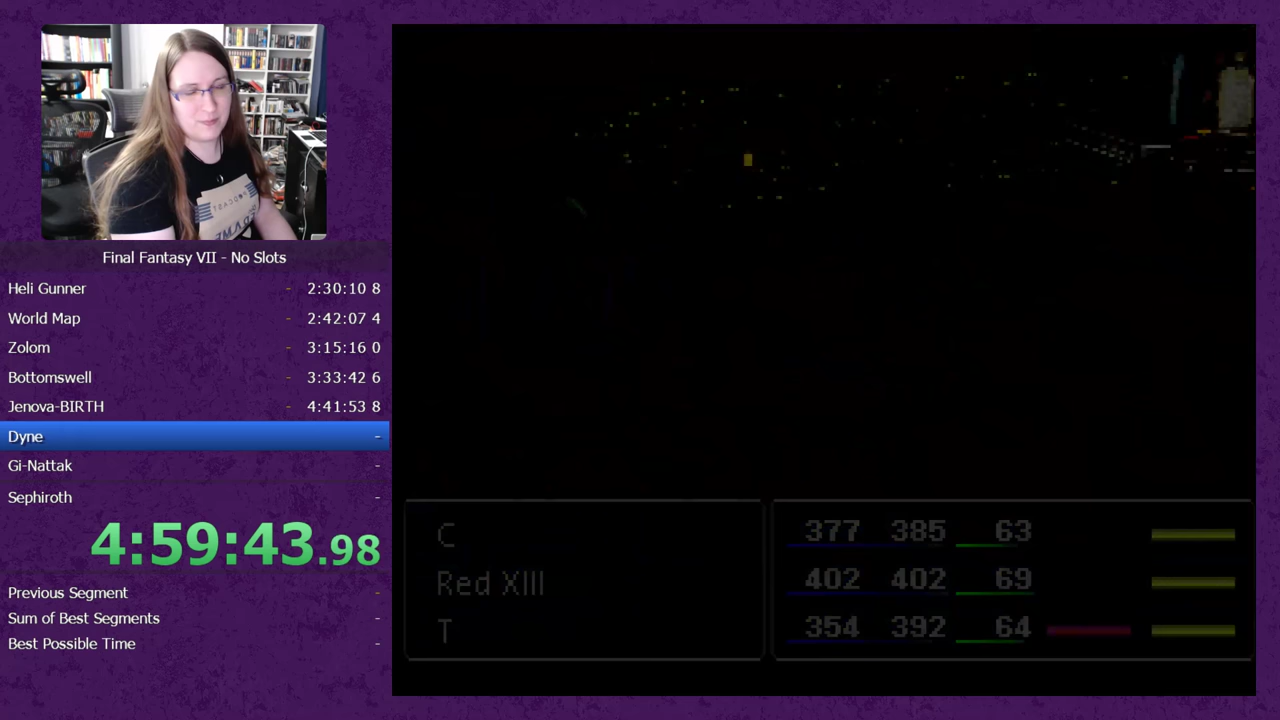 Final Fantasy VII - No Slots
Heli Gunner - 2:30:10 8
World Map - 2:42:07 4
Zolom - 3:15:16 0
Bottomswell - 3:33:42 6
Jenova-BIRTH - 4:41:53 8
Dyne -
Gi-Nattak -
Sephiroth -
4:59:43.98
Previous Segment -
Sum of Best Segments -
Best Possible Time -
C 377 385 63
Red XIII 402 402 69
T 354 392 64